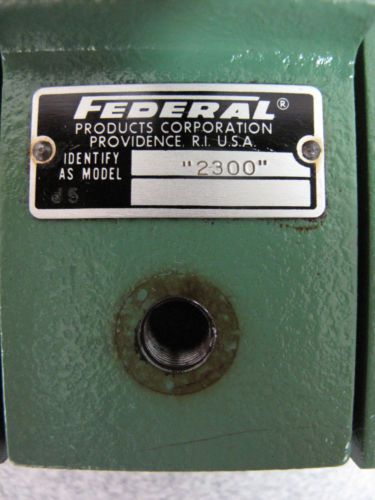 FEDERAL®
PRODUCTS CORPORATION
PROVIDENCE, R.I. U.S.A.
IDENTIFY
AS MODEL
"2300"